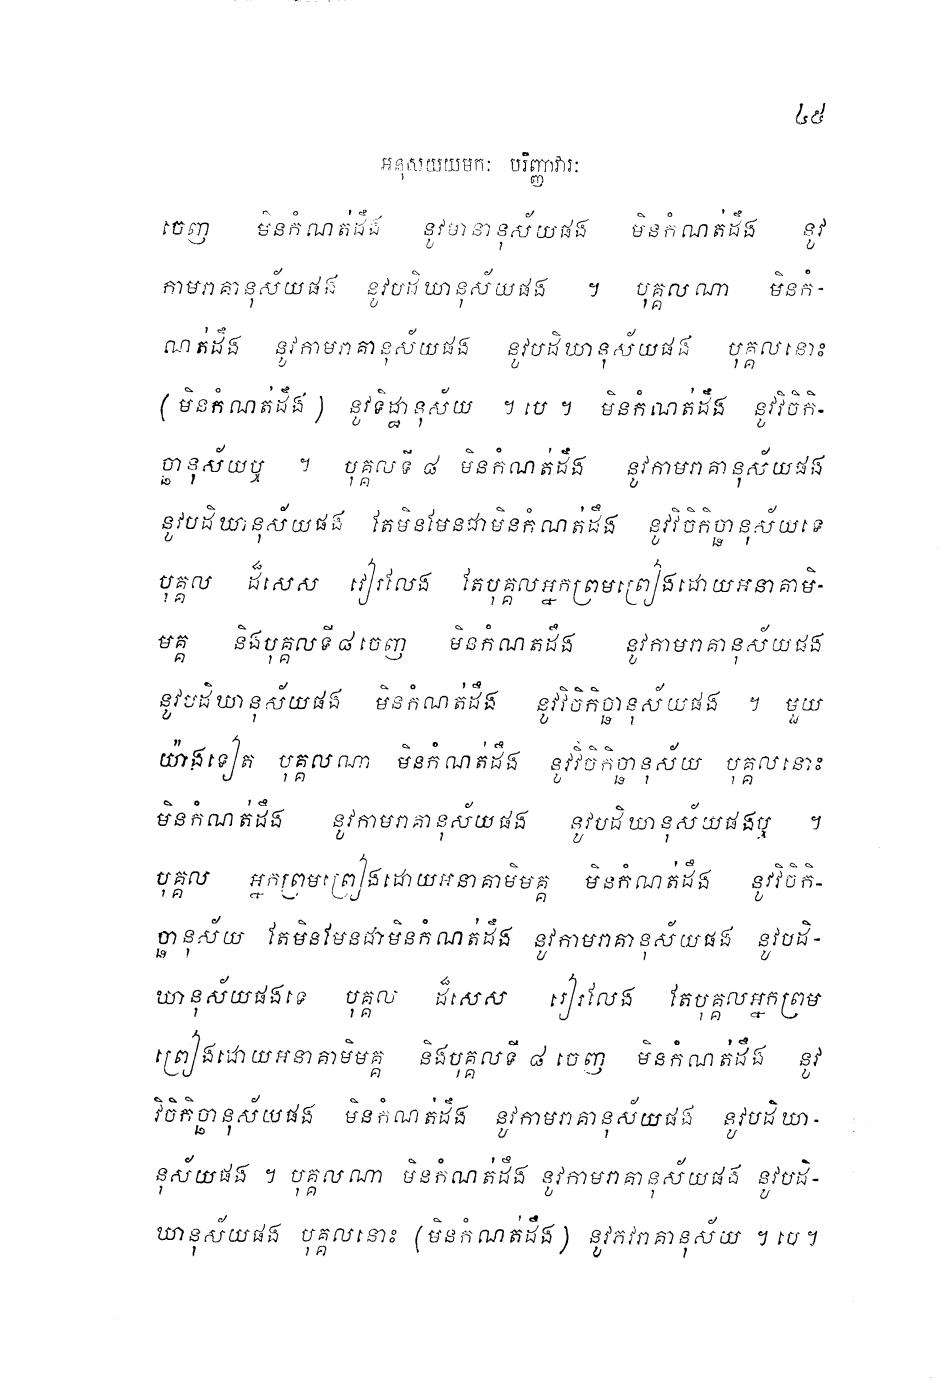 ៤៥
អនុសយយមកៈ បរិញ្ញាវារៈ
ចេញ មិនកំណត់ដឹង នូវមានានុស័យផង មិនកំណត់ដឹង នូវ
កាមរាគានុស័យផង នូវបដិឃានុស័យផង ។ បុគ្គលណា មិនកំ-
ណត់ដឹង នូវកាមរាគានុស័យផង នូវបដិឃានុស័យផង បុគ្គលនោះ
(មិនកំណត់ដឹង) នូវទិដ្ឋានុស័យ ។ បេ ។ មិនកំណត់ដឹង នូវវិចិកិ-
ច្ឆានុស័យឬ ។ បុគ្គលទី ៨ មិនកំណត់ដឹង នូវកាមរាគានុស័យផង
នូវបដិឃានុស័យផង តែមិនមែនជាមិនកំណត់ដឹង នូវវិចិកិច្ឆានុស័យទេ
បុគ្គល ដ៏សេស វៀរលែង តែបុគ្គលអ្នកព្រមព្រៀងដោយអនាគាមិ-
មគ្គ និងបុគ្គលទី ៨ ចេញ មិនកំណតដឹង នូវកាមរាគានុស័យផង
នូវបដិឃានុស័យផង មិនកំណត់ដឹង នូវវិចិកិច្ឆានុស័យផង ។ មួយ
យ៉ាងទៀត បុគ្គលណា មិនកំណត់ដឹង នូវវិចិកិច្ឆានុស័យ បុគ្គលនោះ
មិនកំណត់ដឹង នូវកាមរាគានុស័យផង នូវបដិឃានុស័យផងឬ ។
បុគ្គល អ្នកព្រមព្រៀងដោយអនាគាមិមគ្គ មិនកំណត់ដឹង នូវវិចិកិ-
ច្ឆានុស័យ តែមិនមែនជាមិនកំណត់ដឹង នូវកាមរាគានុស័យផង នូវបដិ-
ឃានុស័យផងទេ បុគ្គល ដ៏សេស វៀរលែង តែបុគ្គលអ្នកព្រម
ព្រៀងដោយអនាគាមិមគ្គ និងបុគ្គលទី ៨ ចេញ មិនកំណត់ដឹង នូវ
វិចិកិច្ឆានុស័យផង មិនកំណត់ដឹង នូវកាមរាគានុស័យផង នូវបដិឃា-
នុស័យផង ។ បុគ្គលណា មិនកំណត់ដឹង នូវកាមរាគានុស័យផង នូវបដិ-
ឃានុស័យផង បុគ្គលនោះ (មិនកំណត់ដឹង) នូវភវរាគានុស័យ ។ បេ ។